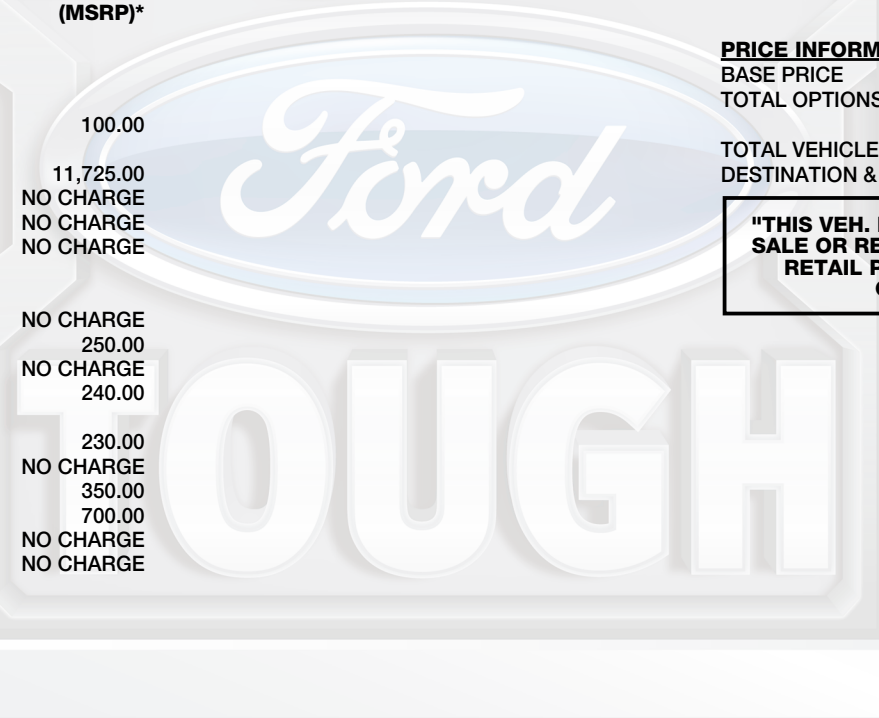 (MSRP)*
100.00
11,725.00
NO CHARGE
NO CHARGE
NO CHARGE
NO CHARGE
250.00
NO CHARGE
240.00
230.00
NO CHARGE
350.00
700.00
NO CHARGE
NO CHARGE
PRICE INFORM
BASE PRICE
TOTAL OPTIONS
TOTAL VEHICLE
DESTINATION &
"THIS VEH.
SALE OR RE
RETAIL P
Ford
TOUGH